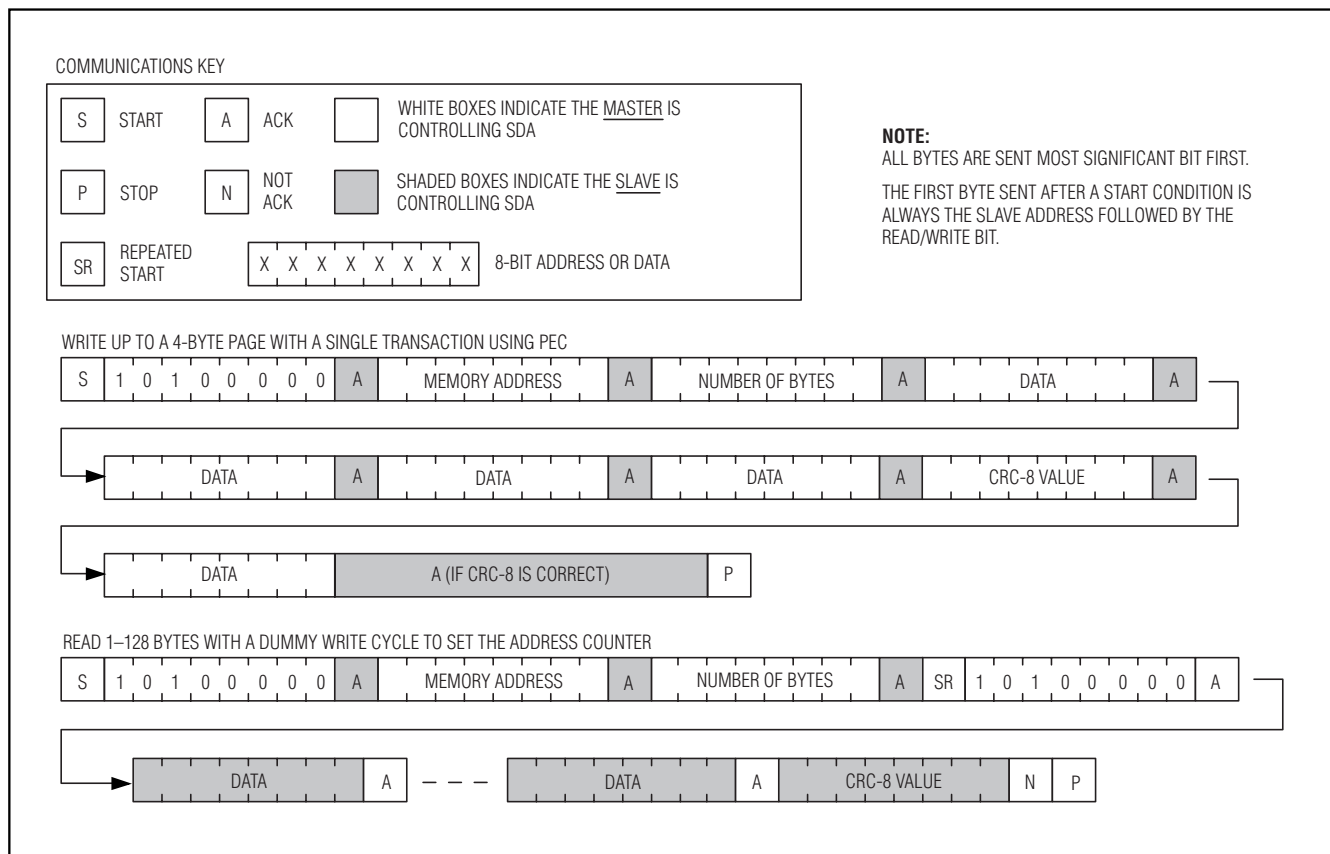 COMMUNICATIONS KEY
S START A ACK WHITE BOXES INDICATE THE MASTER IS
CONTROLLING SDA
P STOP N NOT
ACK SHADED BOXES INDICATE THE SLAVE IS
CONTROLLING SDA
SR REPEATED
START X X X X X X X X 8-BIT ADDRESS OR DATA
NOTE:
ALL BYTES ARE SENT MOST SIGNIFICANT BIT FIRST.
THE FIRST BYTE SENT AFTER A START CONDITION IS
ALWAYS THE SLAVE ADDRESS FOLLOWED BY THE
READ/WRITE BIT.
WRITE UP TO A 4-BYTE PAGE WITH A SINGLE TRANSACTION USING PEC
S 1 0 1 0 0 0 0 0 A MEMORY ADDRESS A NUMBER OF BYTES A DATA A
DATA A DATA A DATA A CRC-8 VALUE A
DATA A (IF CRC-8 IS CORRECT) P
READ 1–128 BYTES WITH A DUMMY WRITE CYCLE TO SET THE ADDRESS COUNTER
S 1 0 1 0 0 0 0 0 A MEMORY ADDRESS A NUMBER OF BYTES A SR 1 0 1 0 0 0 0 0 A
DATA A DATA A CRC-8 VALUE N P